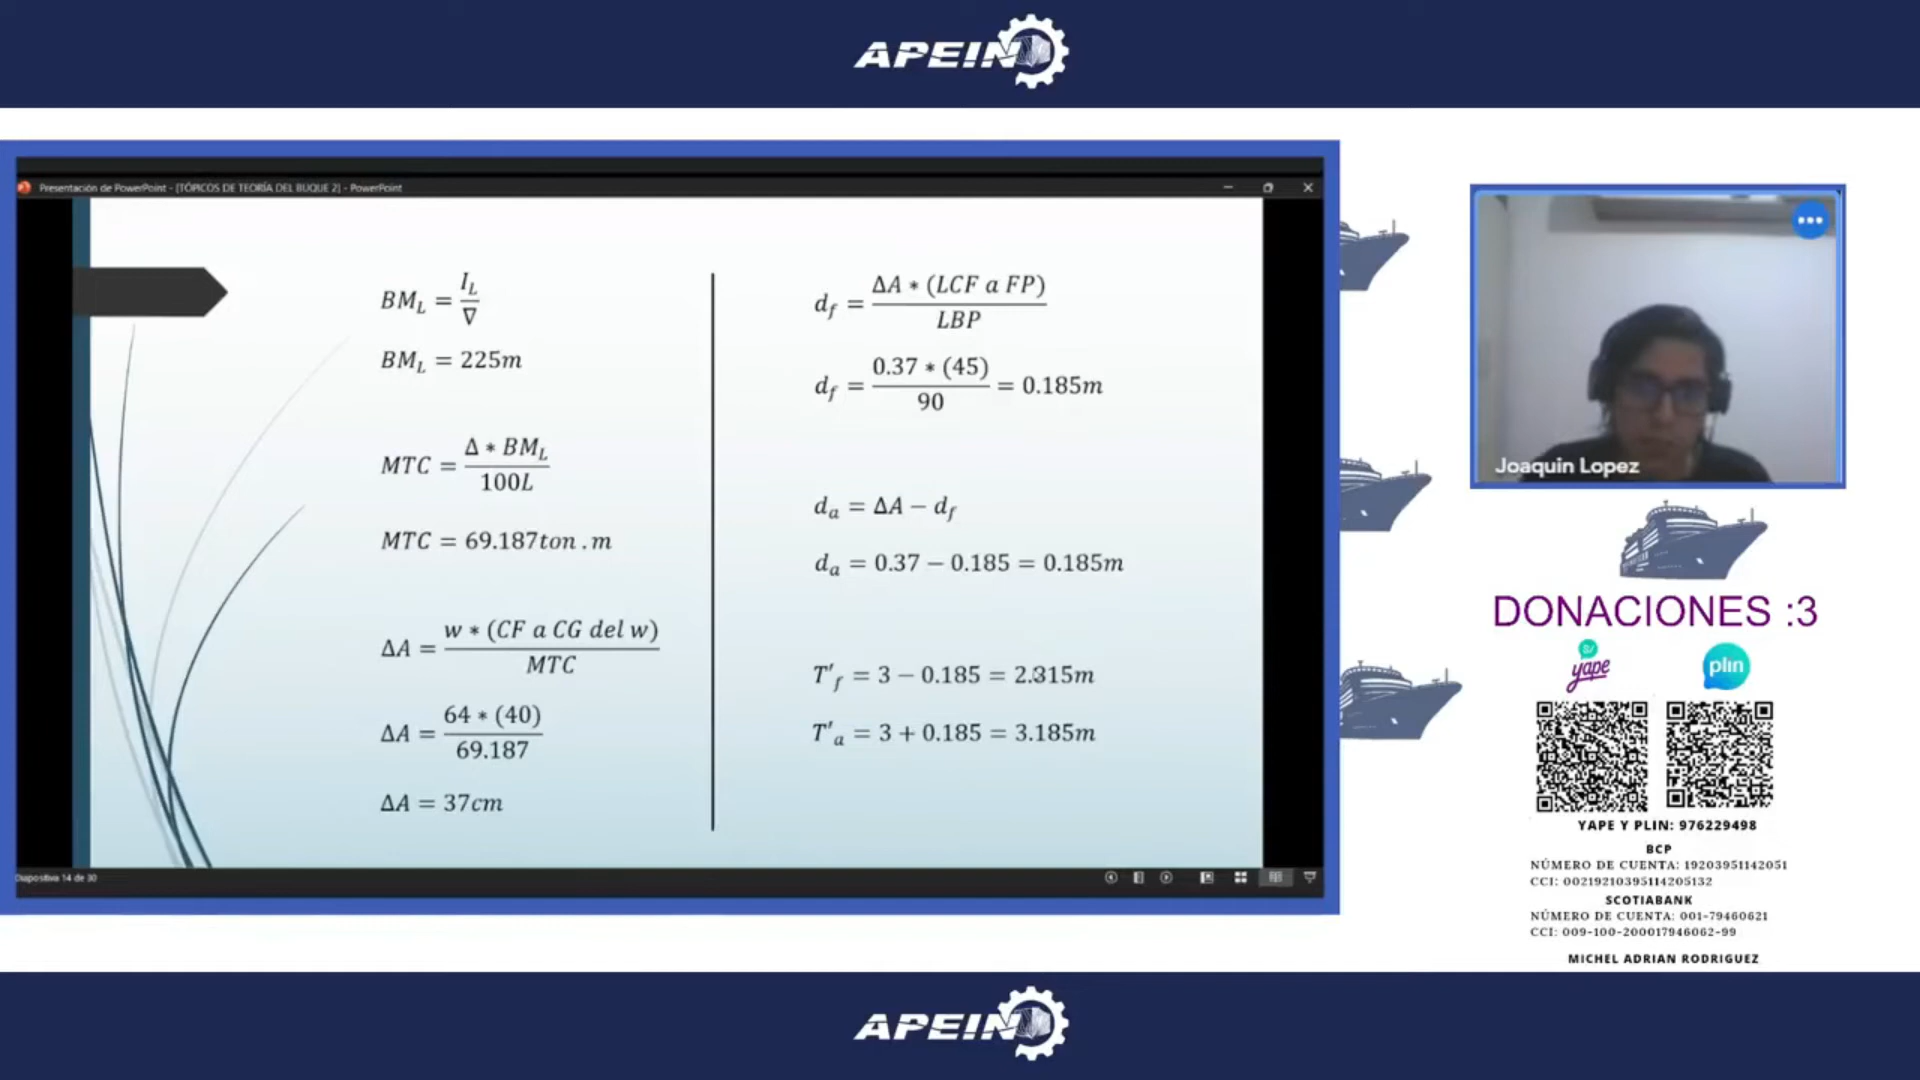 APEIN
Presentación de PowerPoint - [TÓPICOS DE TEORÍA DEL BUQUE 2] - PowerPoint
BM_L = I_L / ∇
BM_L = 225m
MTC = Δ * BM_L / 100L
MTC = 69.187ton . m
ΔA = w * (CF a CG del w) / MTC
ΔA = 64 * (40) / 69.187
ΔA = 37cm
d_f = ΔA * (LCF a FP) / LBP
d_f = 0.37 * (45) / 90 = 0.185m
d_a = ΔA − d_f
d_a = 0.37 − 0.185 = 0.185m
T'_f = 3 − 0.185 = 2.315m
T'_a = 3 + 0.185 = 3.185m
Diapositiva 14 de 30
Joaquin Lopez
DONACIONES :3
S/
yape
plin
YAPE Y PLIN: 976229498
BCP
NÚMERO DE CUENTA: 19203951142051
CCI: 00219210395114205132
SCOTIABANK
NÚMERO DE CUENTA: 001-79460621
CCI: 009-100-200017946062-99
MICHEL ADRIAN RODRIGUEZ
APEIN